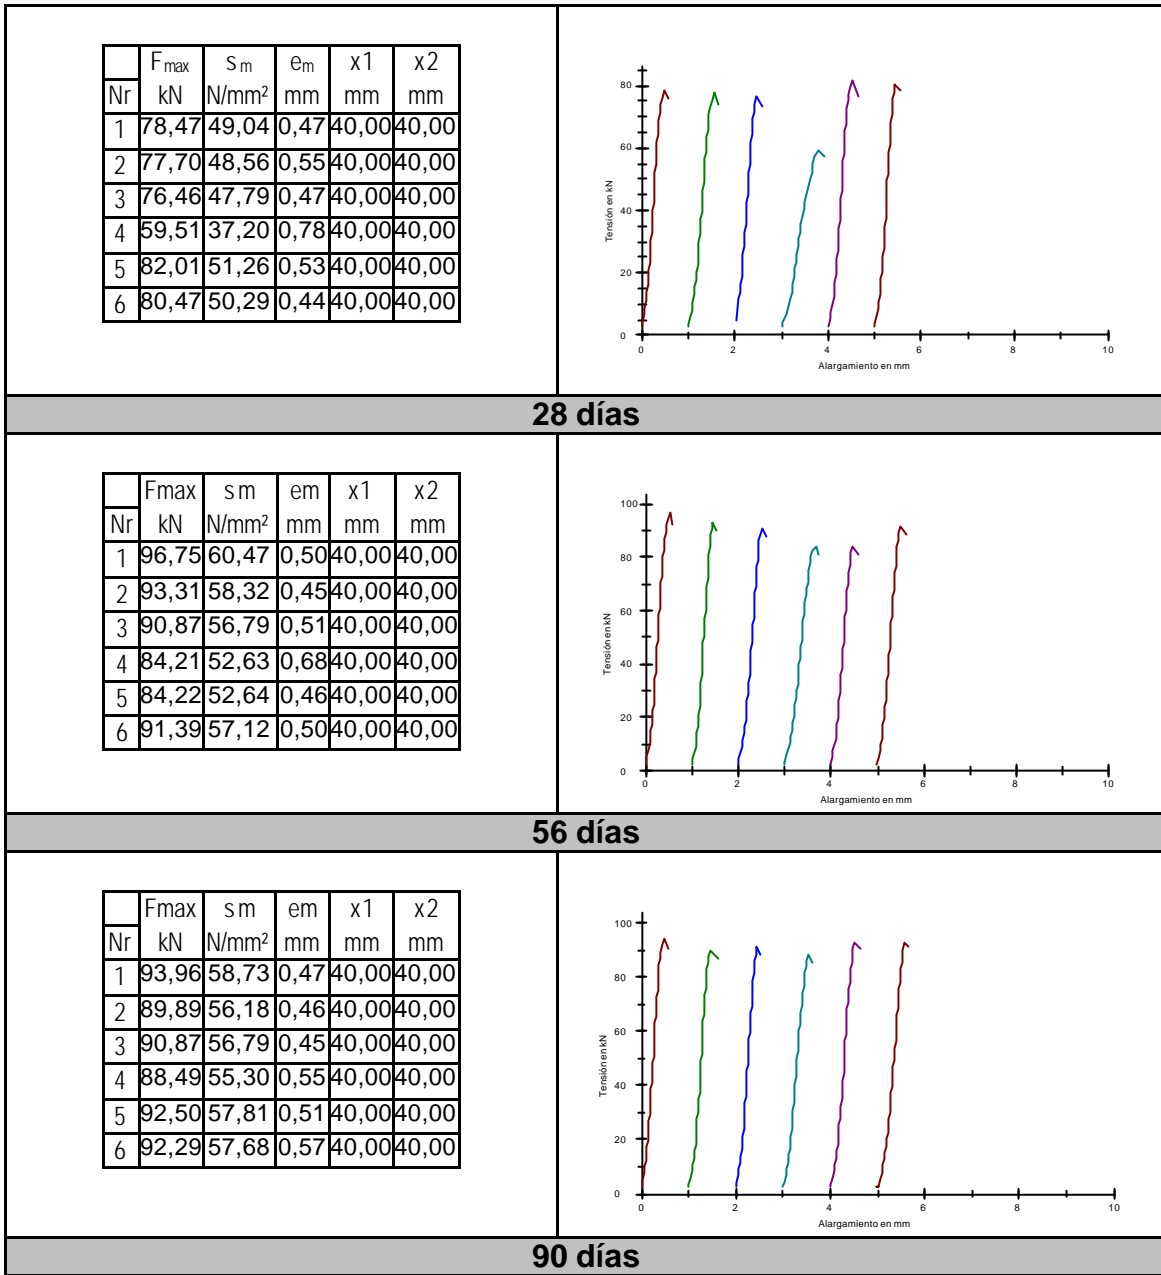 Fmax sm em x1 x2
Nr kN N/mm² mm mm mm
1 78,47 49,04 0,47 40,00 40,00
2 77,70 48,56 0,55 40,00 40,00
3 76,46 47,79 0,47 40,00 40,00
4 59,51 37,20 0,78 40,00 40,00
5 82,01 51,26 0,53 40,00 40,00
6 80,47 50,29 0,44 40,00 40,00
80
60
40
20
0
Tensión en kN
0 2 4 6 8 10
Alargamiento en mm
28 días
Fmax sm em x1 x2
Nr kN N/mm² mm mm mm
1 96,75 60,47 0,50 40,00 40,00
2 93,31 58,32 0,45 40,00 40,00
3 90,87 56,79 0,51 40,00 40,00
4 84,21 52,63 0,68 40,00 40,00
5 84,22 52,64 0,46 40,00 40,00
6 91,39 57,12 0,50 40,00 40,00
100
80
60
40
20
0
Tensión en kN
0 2 4 6 8 10
Alargamiento en mm
56 días
Fmax sm em x1 x2
Nr kN N/mm² mm mm mm
1 93,96 58,73 0,47 40,00 40,00
2 89,89 56,18 0,46 40,00 40,00
3 90,87 56,79 0,45 40,00 40,00
4 88,49 55,30 0,55 40,00 40,00
5 92,50 57,81 0,51 40,00 40,00
6 92,29 57,68 0,57 40,00 40,00
100
80
60
40
20
0
Tensión en kN
0 2 4 6 8 10
Alargamiento en mm
90 días